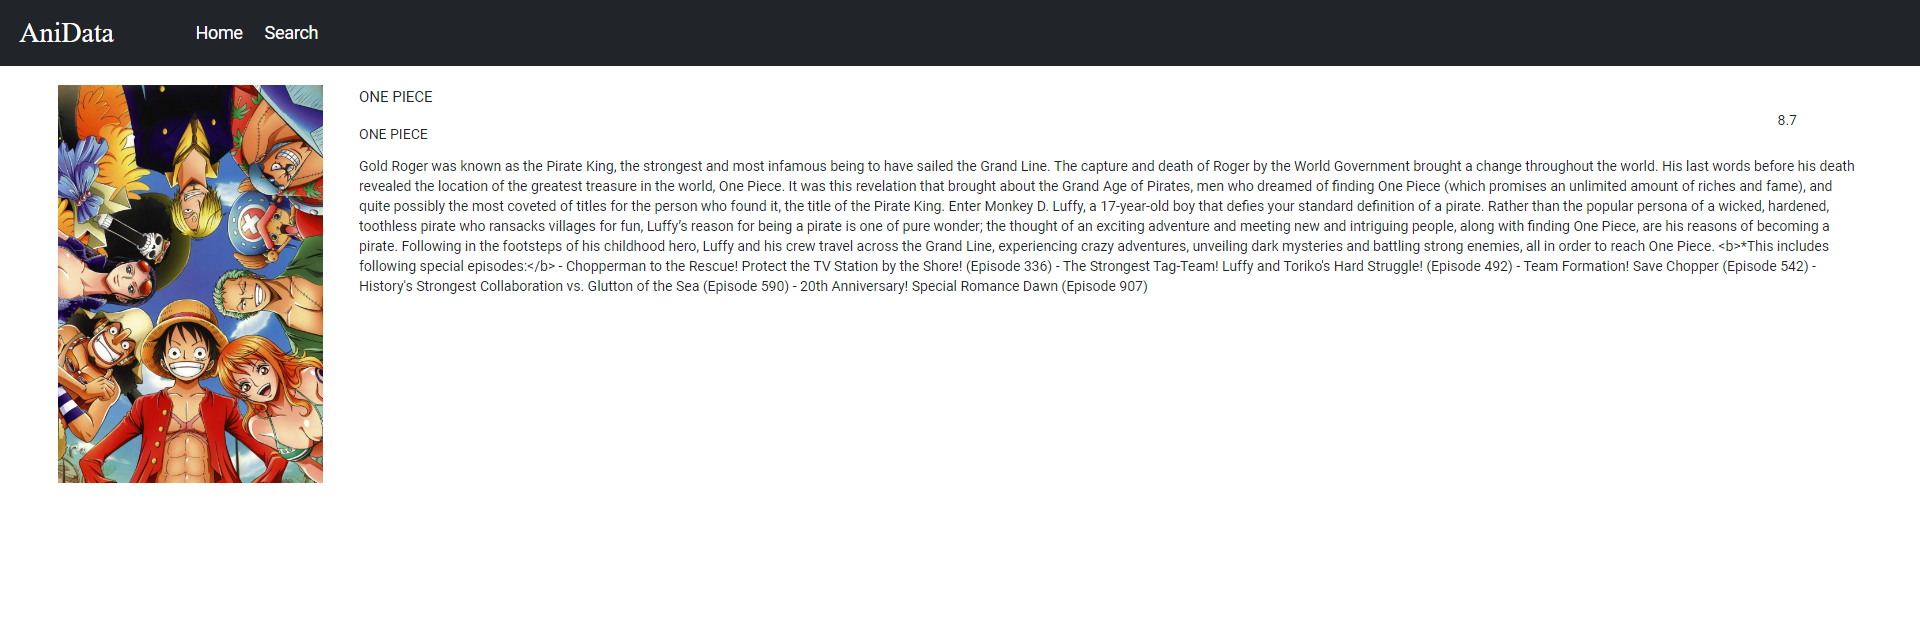 AniData
Home Search
ONE PIECE
8.7
ONE PIECE
Gold Roger was known as the Pirate King, the strongest and most infamous being to have sailed the Grand Line. The capture and death of Roger by the World Government brought a change throughout the world. His last words before his death
revealed the location of the greatest treasure in the world, One Piece. It was this revelation that brought about the Grand Age of Pirates, men who dreamed of finding One Piece (which promises an unlimited amount of riches and fame), and
quite possibly the most coveted of titles for the person who found it, the title of the Pirate King. Enter Monkey D. Luffy, a 17-year-old boy that defies your standard definition of a pirate. Rather than the popular persona of a wicked, hardened,
toothless pirate who ransacks villages for fun, Luffy's reason for being a pirate is one of pure wonder; the thought of an exciting adventure and meeting new and intriguing people, along with finding One Piece, are his reasons of becoming a
pirate. Following in the footsteps of his childhood hero, Luffy and his crew travel across the Grand Line, experiencing crazy adventures, unveiling dark mysteries and battling strong enemies, all in order to reach One Piece. <b>*This includes
following special episodes:</b> - Chopperman to the Rescue! Protect the TV Station by the Shore! (Episode 336) - The Strongest Tag-Team! Luffy and Toriko's Hard Struggle! (Episode 492) - Team Formation! Save Chopper (Episode 542) -
History's Strongest Collaboration vs. Glutton of the Sea (Episode 590) - 20th Anniversary! Special Romance Dawn (Episode 907)